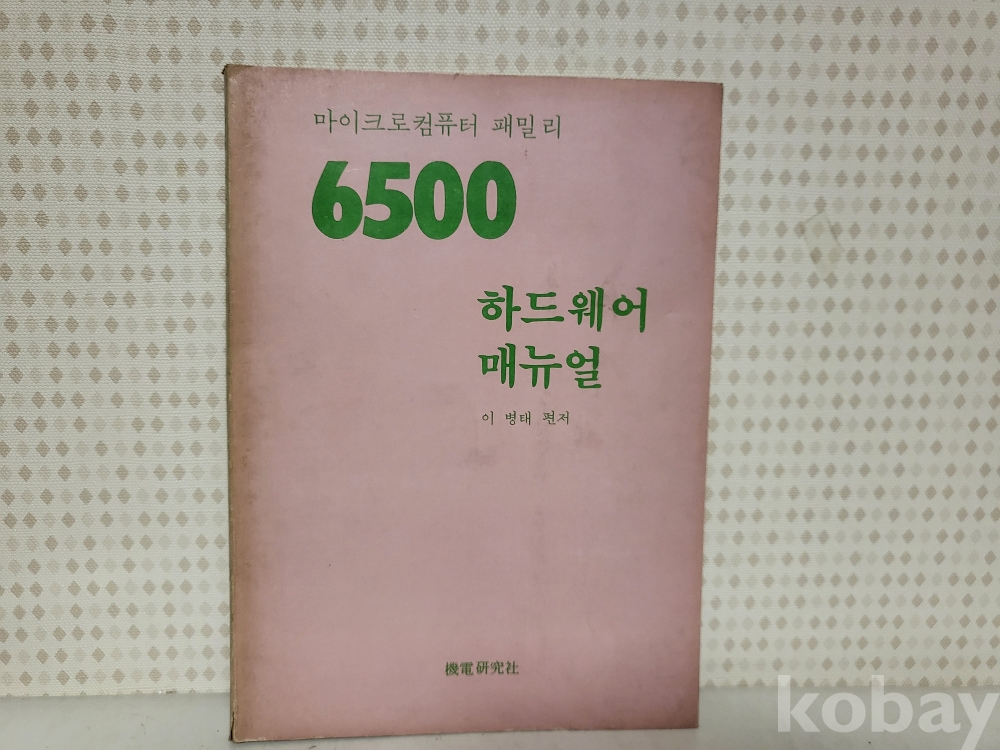 마이크로컴퓨터 패밀리
6500
하드웨어
매뉴얼
이 병태 편저
機電研究社
kobay